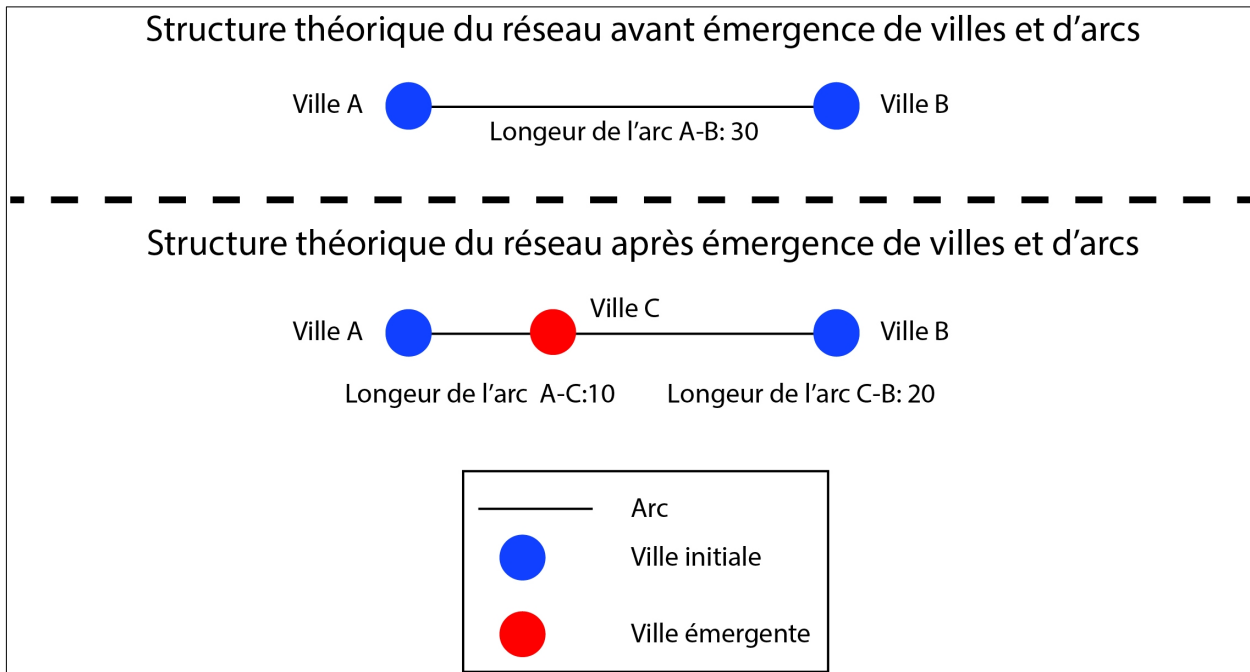 Structure théorique du réseau avant émergence de villes et d'arcs
Ville A
Ville B
Longeur de l'arc A-B: 30
Structure théorique du réseau après émergence de villes et d'arcs
Ville A
Ville C
Ville B
Longeur de l'arc A-C:10
Longeur de l'arc C-B: 20
Arc
Ville initiale
Ville émergente